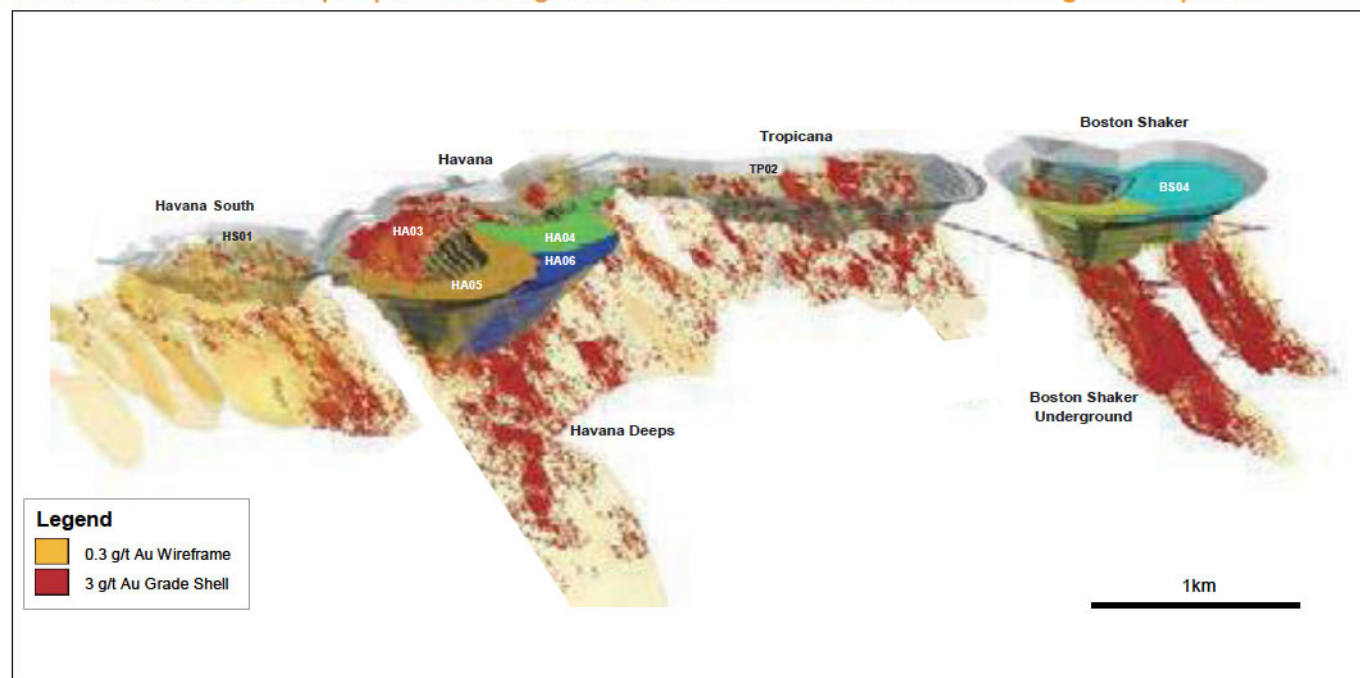 Boston Shaker
Tropicana
Havana
TP02
BS04
Havana South
HS01
HA03
HA04
HA06
HA05
Boston Shaker
Underground
Havana Deeps
Legend
0.3 g/t Au Wireframe
3 g/t Au Grade Shell
1km